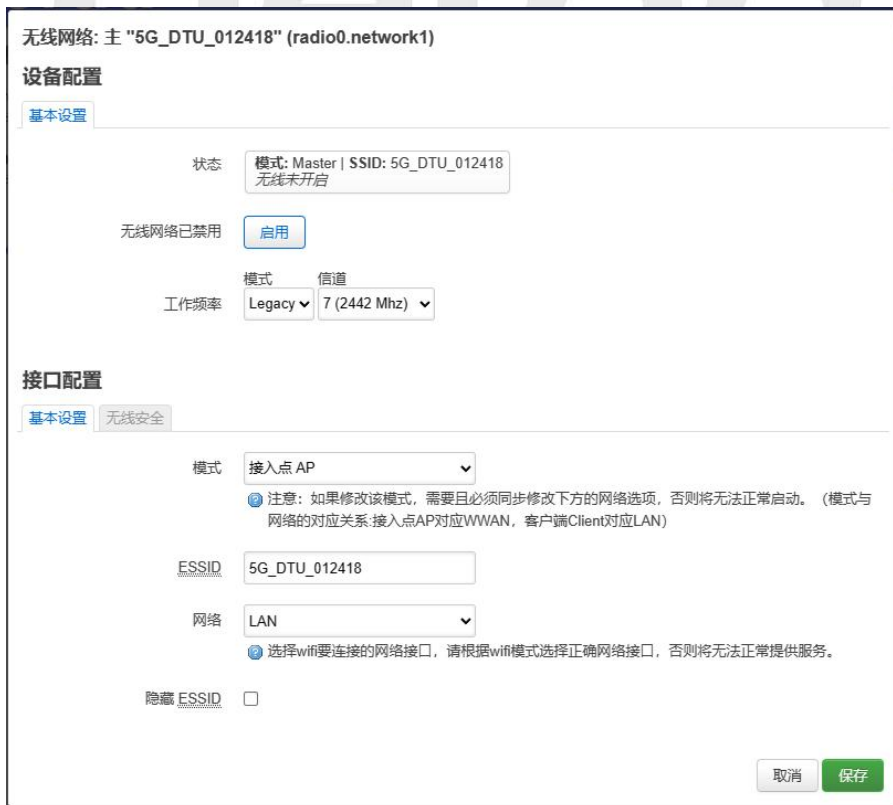 无线网络: 主 "5G_DTU_012418" (radio0.network1)
设备配置
基本设置
状态
模式: Master | SSID: 5G_DTU_012418
无线未开启
无线网络已禁用
启用
模式 信道
工作频率 Legacy 7 (2442 Mhz)
接口配置
基本设置 无线安全
模式 接入点 AP
注意：如果修改该模式，需要且必须同步修改下方的网络选项，否则将无法正常启动。（模式与
网络的对应关系:接入点AP对应WWAN，客户端Client对应LAN）
ESSID 5G_DTU_012418
网络 LAN
选择wifi要连接的网络接口，请根据wifi模式选择正确网络接口，否则将无法正常提供服务。
隐藏 ESSID
取消 保存